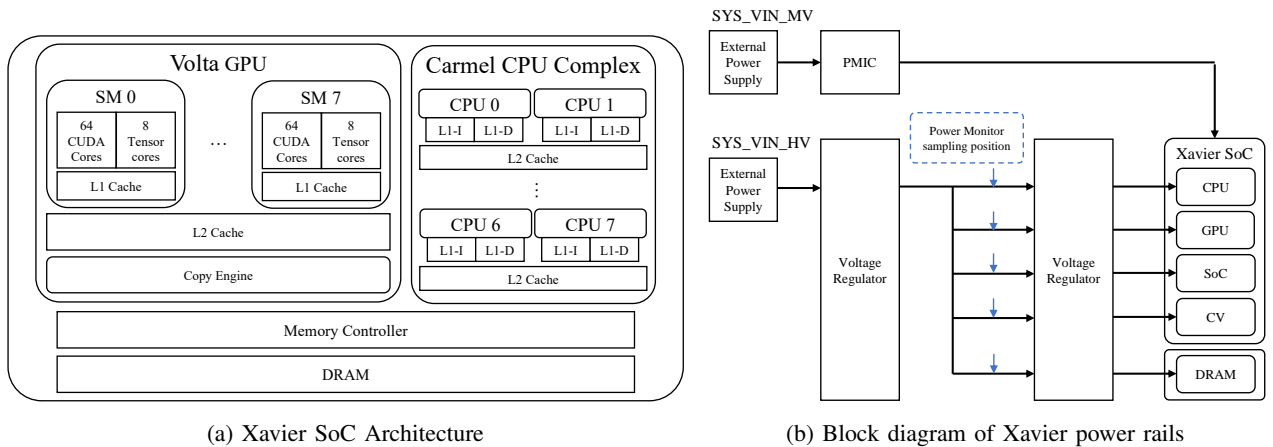 Volta GPU
SM 0
64
CUDA
Cores
8
Tensor
cores
L1 Cache
...
SM 7
64
CUDA
Cores
8
Tensor
cores
L1 Cache
L2 Cache
Copy Engine
Carmel CPU Complex
CPU 0
L1-I
L1-D
CPU 1
L1-I
L1-D
L2 Cache
⋮
CPU 6
L1-I
L1-D
CPU 7
L1-I
L1-D
L2 Cache
Memory Controller
DRAM
(a) Xavier SoC Architecture
SYS_VIN_MV
External
Power
Supply
PMIC
SYS_VIN_HV
External
Power
Supply
Voltage
Regulator
Power Monitor
sampling position
Voltage
Regulator
Xavier SoC
CPU
GPU
SoC
CV
DRAM
(b) Block diagram of Xavier power rails